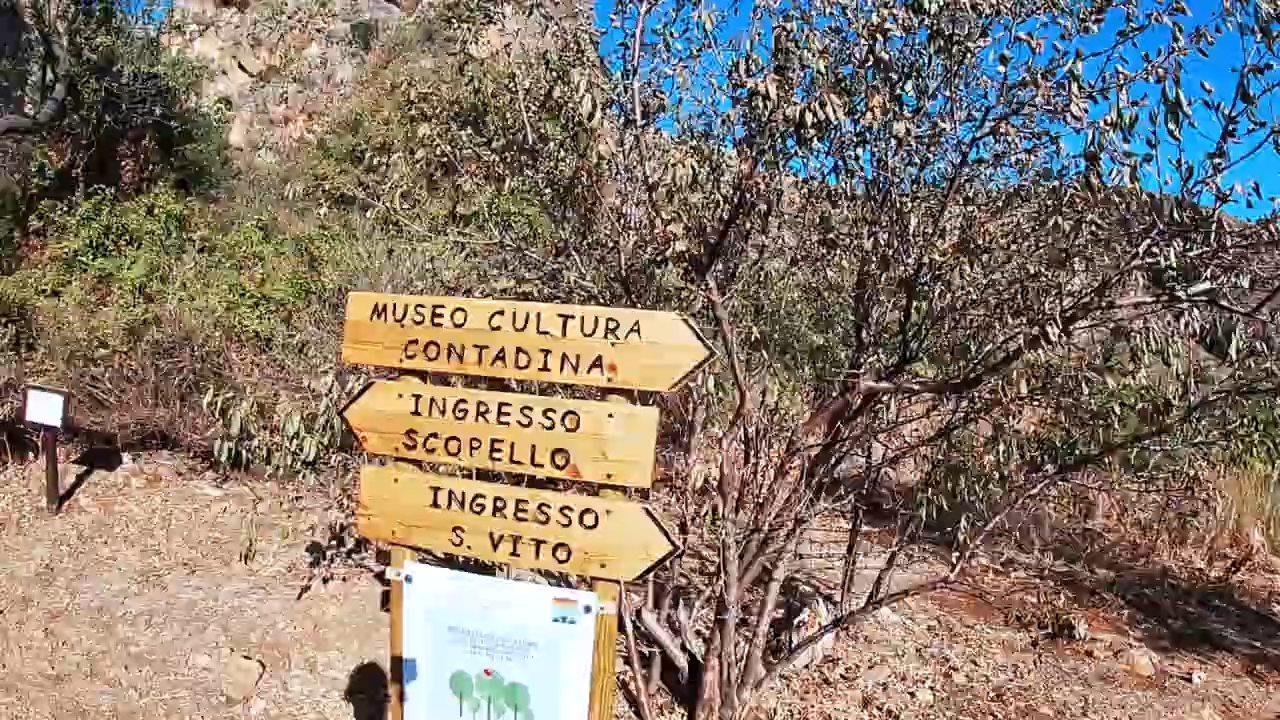 MUSEO CULTURA
CONTADINA
INGRESSO
SCOPELLO
INGRESSO
S. VITO